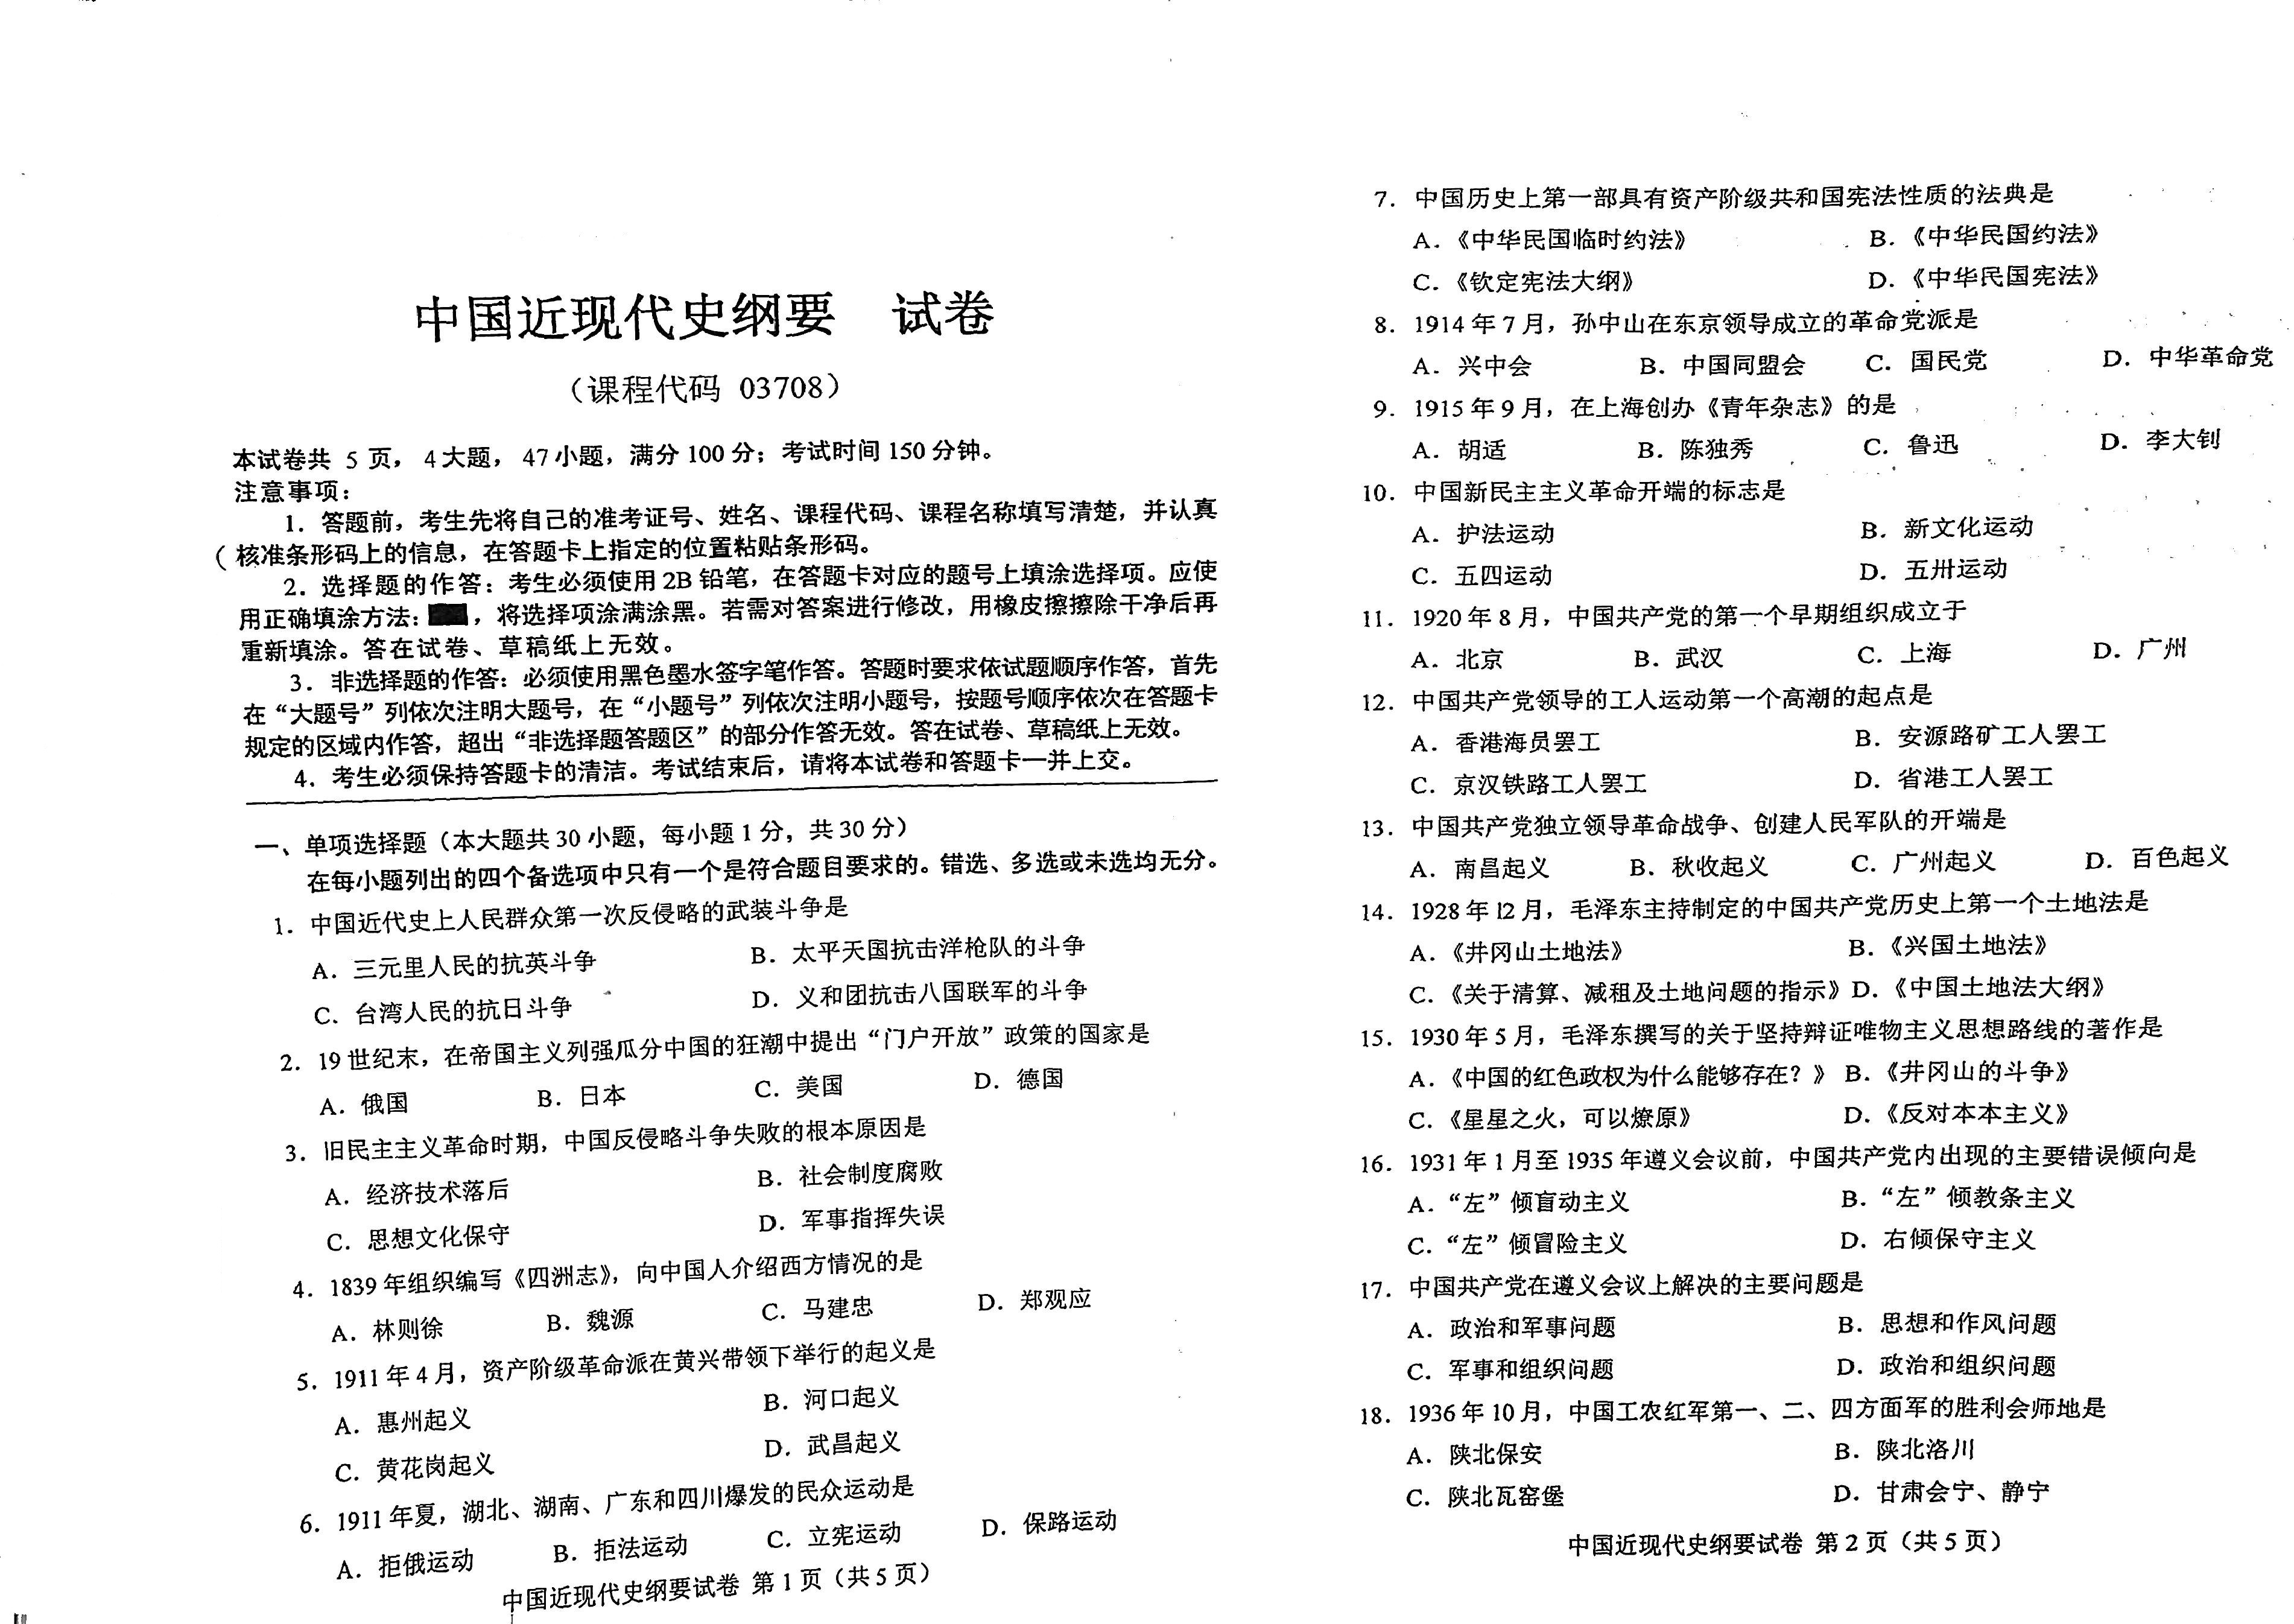 中国近现代史纲要 试卷
（课程代码 03708）
本试卷共 5 页，4 大题，47 小题，满分 100 分；考试时间 150 分钟。
注意事项：
1．答题前，考生先将自己的准考证号、姓名、课程代码、课程名称填写清楚，并认真
（核准条形码上的信息，在答题卡上指定的位置粘贴条形码。
2．选择题的作答：考生必须使用 2B 铅笔，在答题卡对应的题号上填涂选择项。应使
用正确填涂方法：，将选择项涂满涂黑。若需对答案进行修改，用橡皮擦擦除干净后再
重新填涂。答在试卷、草稿纸上无效。
3．非选择题的作答：必须使用黑色墨水签字笔作答。答题时要求依试题顺序作答，首先
在“大题号”列依次注明大题号，在“小题号”列依次注明小题号，按题号顺序依次在答题卡
规定的区域内作答，超出“非选择题答题区”的部分作答无效。答在试卷、草稿纸上无效。
4．考生必须保持答题卡的清洁。考试结束后，请将本试卷和答题卡一并上交。
一、单项选择题（本大题共 30 小题，每小题 1 分，共 30 分）
在每小题列出的四个备选项中只有一个是符合题目要求的。错选、多选或未选均无分。
1．中国近代史上人民群众第一次反侵略的武装斗争是
A．三元里人民的抗英斗争 B．太平天国抗击洋枪队的斗争
C．台湾人民的抗日斗争 D．义和团抗击八国联军的斗争
2．19 世纪末，在帝国主义列强瓜分中国的狂潮中提出“门户开放”政策的国家是
A．俄国 B．日本 C．美国 D．德国
3．旧民主主义革命时期，中国反侵略斗争失败的根本原因是
A．经济技术落后 B．社会制度腐败
C．思想文化保守 D．军事指挥失误
4．1839 年组织编写《四洲志》，向中国人介绍西方情况的是
A．林则徐 B．魏源 C．马建忠 D．郑观应
5．1911 年 4 月，资产阶级革命派在黄兴带领下举行的起义是
A．惠州起义 B．河口起义
C．黄花岗起义 D．武昌起义
6．1911 年夏，湖北、湖南、广东和四川爆发的民众运动是
A．拒俄运动 B．拒法运动 C．立宪运动 D．保路运动
中国近现代史纲要试卷 第 1 页（共 5 页）
7．中国历史上第一部具有资产阶级共和国宪法性质的法典是
A．《中华民国临时约法》 B．《中华民国约法》
C．《钦定宪法大纲》 D．《中华民国宪法》
8．1914 年 7 月，孙中山在东京领导成立的革命党派是
A．兴中会 B．中国同盟会 C．国民党 D．中华革命党
9．1915 年 9 月，在上海创办《青年杂志》的是
A．胡适 B．陈独秀 C．鲁迅 D．李大钊
10．中国新民主主义革命开端的标志是
A．护法运动 B．新文化运动
C．五四运动 D．五卅运动
11．1920 年 8 月，中国共产党的第一个早期组织成立于
A．北京 B．武汉 C．上海 D．广州
12．中国共产党领导的工人运动第一个高潮的起点是
A．香港海员罢工 B．安源路矿工人罢工
C．京汉铁路工人罢工 D．省港工人罢工
13．中国共产党独立领导革命战争、创建人民军队的开端是
A．南昌起义 B．秋收起义 C．广州起义 D．百色起义
14．1928 年 12 月，毛泽东主持制定的中国共产党历史上第一个土地法是
A．《井冈山土地法》 B．《兴国土地法》
C．《关于清算、减租及土地问题的指示》 D．《中国土地法大纲》
15．1930 年 5 月，毛泽东撰写的关于坚持辩证唯物主义思想路线的著作是
A．《中国的红色政权为什么能够存在？》 B．《井冈山的斗争》
C．《星星之火，可以燎原》 D．《反对本本主义》
16．1931 年 1 月至 1935 年遵义会议前，中国共产党内出现的主要错误倾向是
A．“左”倾盲动主义 B．“左”倾教条主义
C．“左”倾冒险主义 D．右倾保守主义
17．中国共产党在遵义会议上解决的主要问题是
A．政治和军事问题 B．思想和作风问题
C．军事和组织问题 D．政治和组织问题
18．1936 年 10 月，中国工农红军第一、二、四方面军的胜利会师地是
A．陕北保安 B．陕北洛川
C．陕北瓦窑堡 D．甘肃会宁、静宁
中国近现代史纲要试卷 第 2 页（共 5 页）